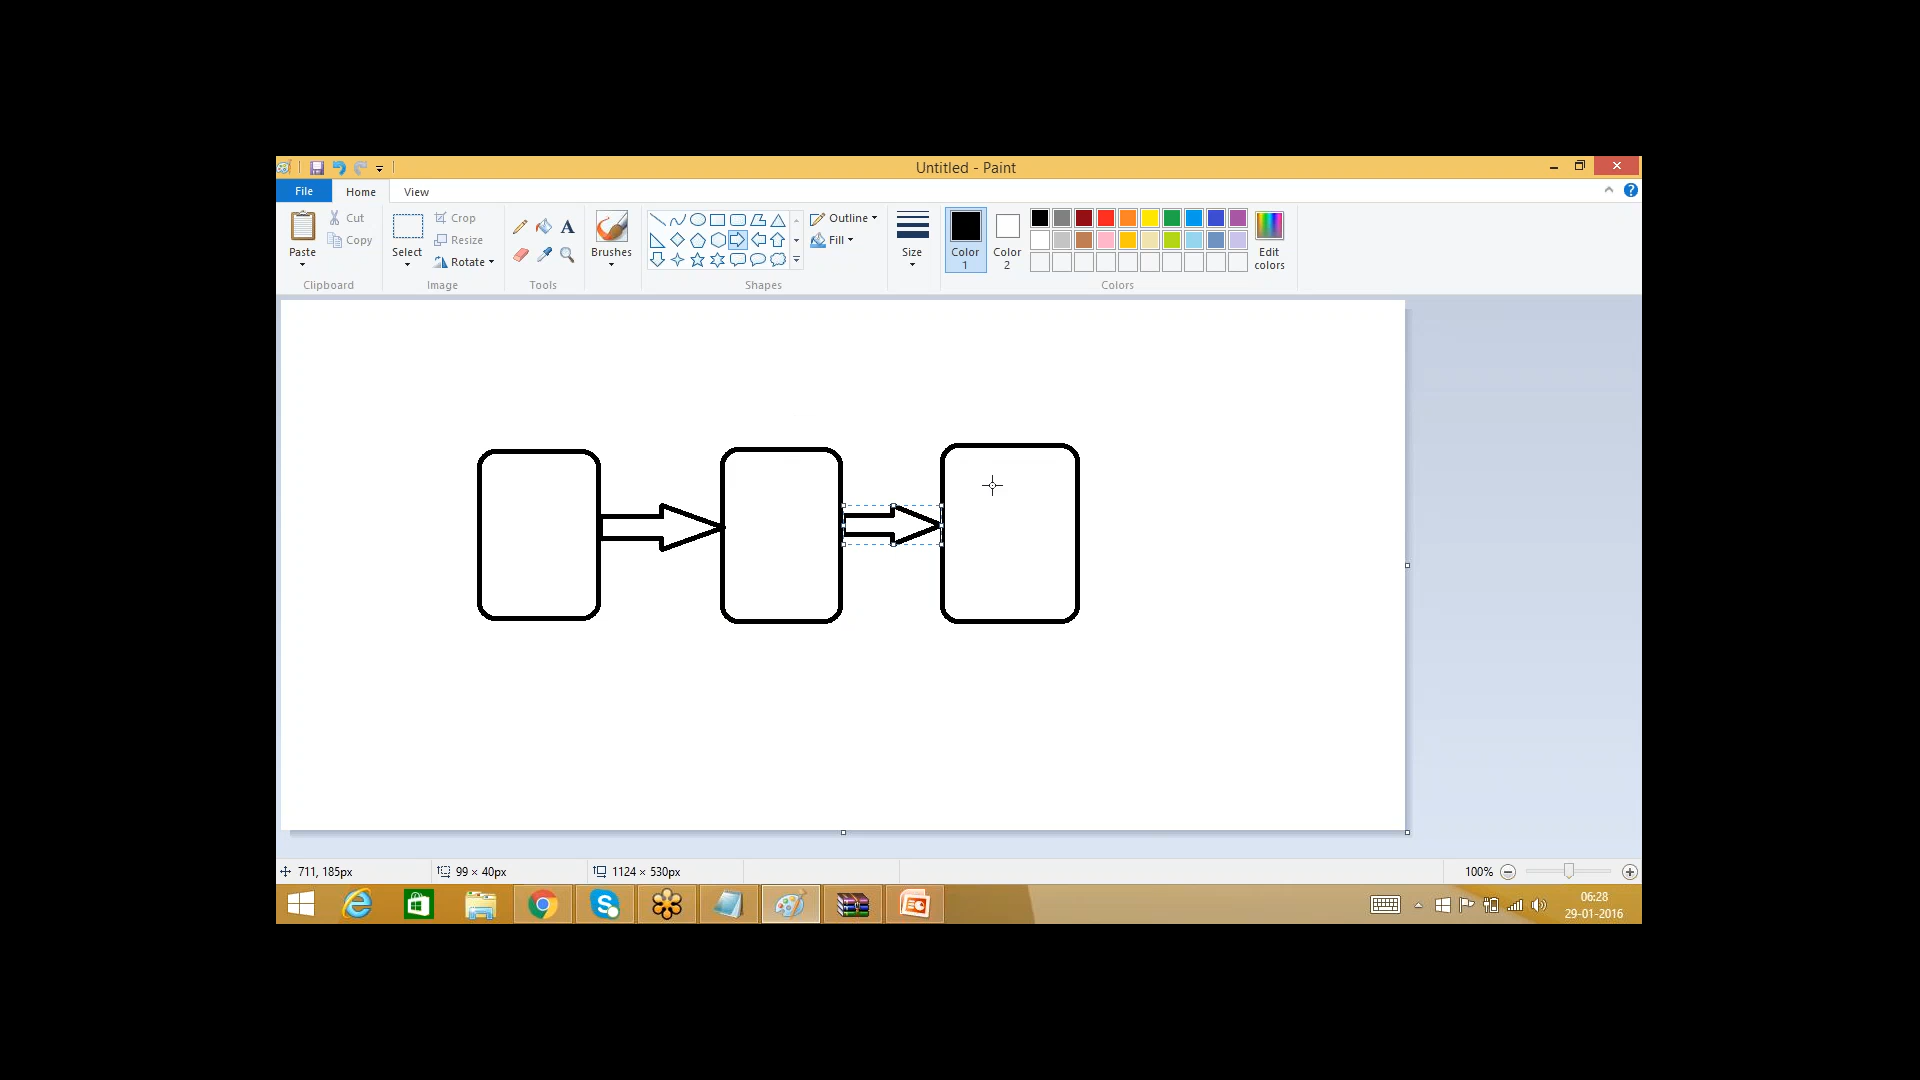 Untitled - Paint
File Home View
Paste
Cut
Copy
Clipboard
Select
Crop
Resize
Rotate
Image
A
Tools
Brushes
Outline
Fill
Shapes
Size
Color 1
Color 2
Edit colors
Colors
711, 185px
99 × 40px
1124 × 530px
100%
06:28
29-01-2016